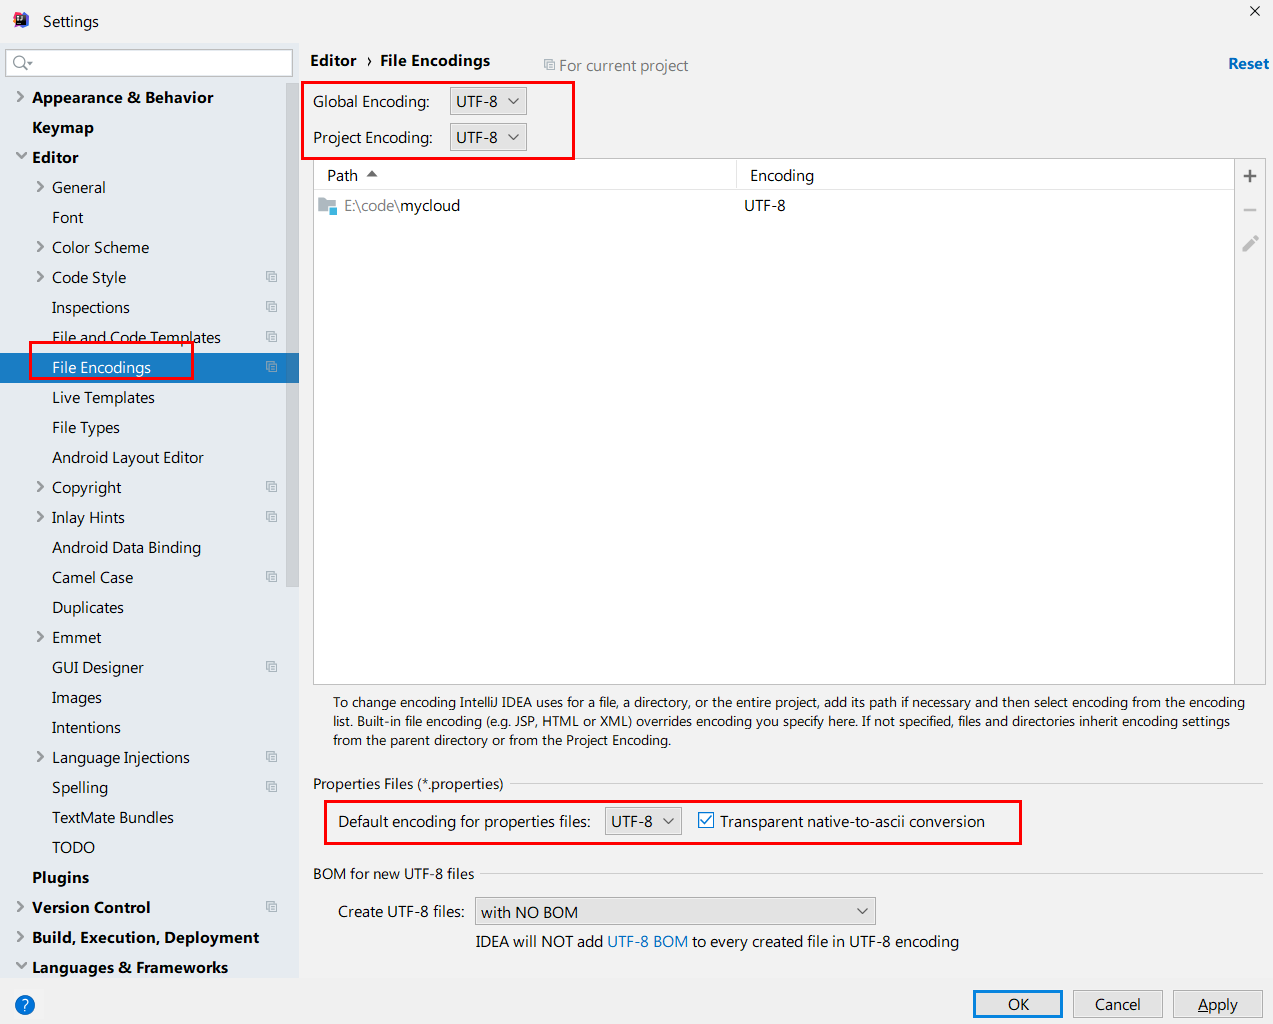 Settings
Editor › File Encodings
For current project
Reset
Appearance & Behavior
Keymap
Editor
General
Font
Color Scheme
Code Style
Inspections
File and Code Templates
File Encodings
Live Templates
File Types
Android Layout Editor
Copyright
Inlay Hints
Android Data Binding
Camel Case
Duplicates
Emmet
GUI Designer
Images
Intentions
Language Injections
Spelling
TextMate Bundles
TODO
Plugins
Version Control
Build, Execution, Deployment
Languages & Frameworks
Global Encoding: UTF-8
Project Encoding: UTF-8
Path Encoding
E:\code\mycloud UTF-8
To change encoding IntelliJ IDEA uses for a file, a directory, or the entire project, add its path if necessary and then select encoding from the encoding
list. Built-in file encoding (e.g. JSP, HTML or XML) overrides encoding you specify here. If not specified, files and directories inherit encoding settings
from the parent directory or from the Project Encoding.
Properties Files (*.properties)
Default encoding for properties files: UTF-8 Transparent native-to-ascii conversion
BOM for new UTF-8 files
Create UTF-8 files: with NO BOM
IDEA will NOT add UTF-8 BOM to every created file in UTF-8 encoding
?
OK Cancel Apply